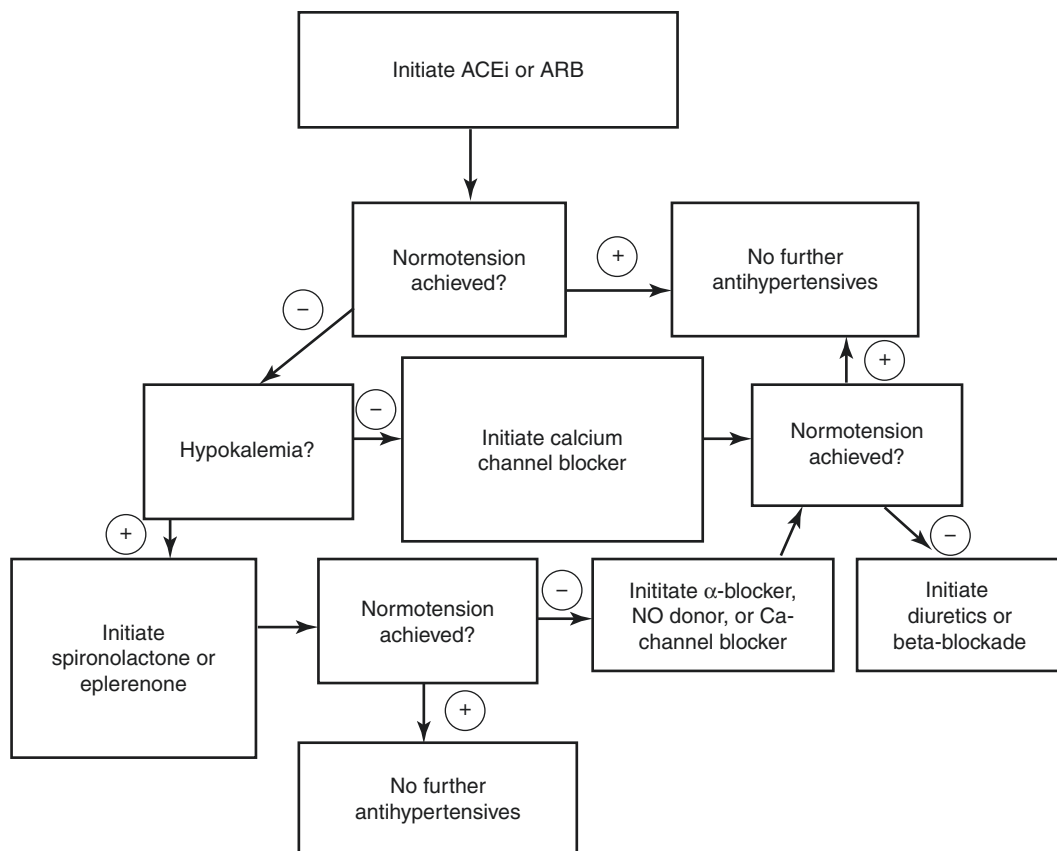 Initiate ACEi or ARB
Normotension
achieved?
+
No further
antihypertensives
−
Hypokalemia?
−
Initiate calcium
channel blocker
Normotension
achieved?
+
−
+
Initiate
spironolactone or
eplerenone
Normotension
achieved?
−
Inititate α-blocker,
NO donor, or Ca-
channel blocker
Initiate
diuretics or
beta-blockade
+
No further
antihypertensives